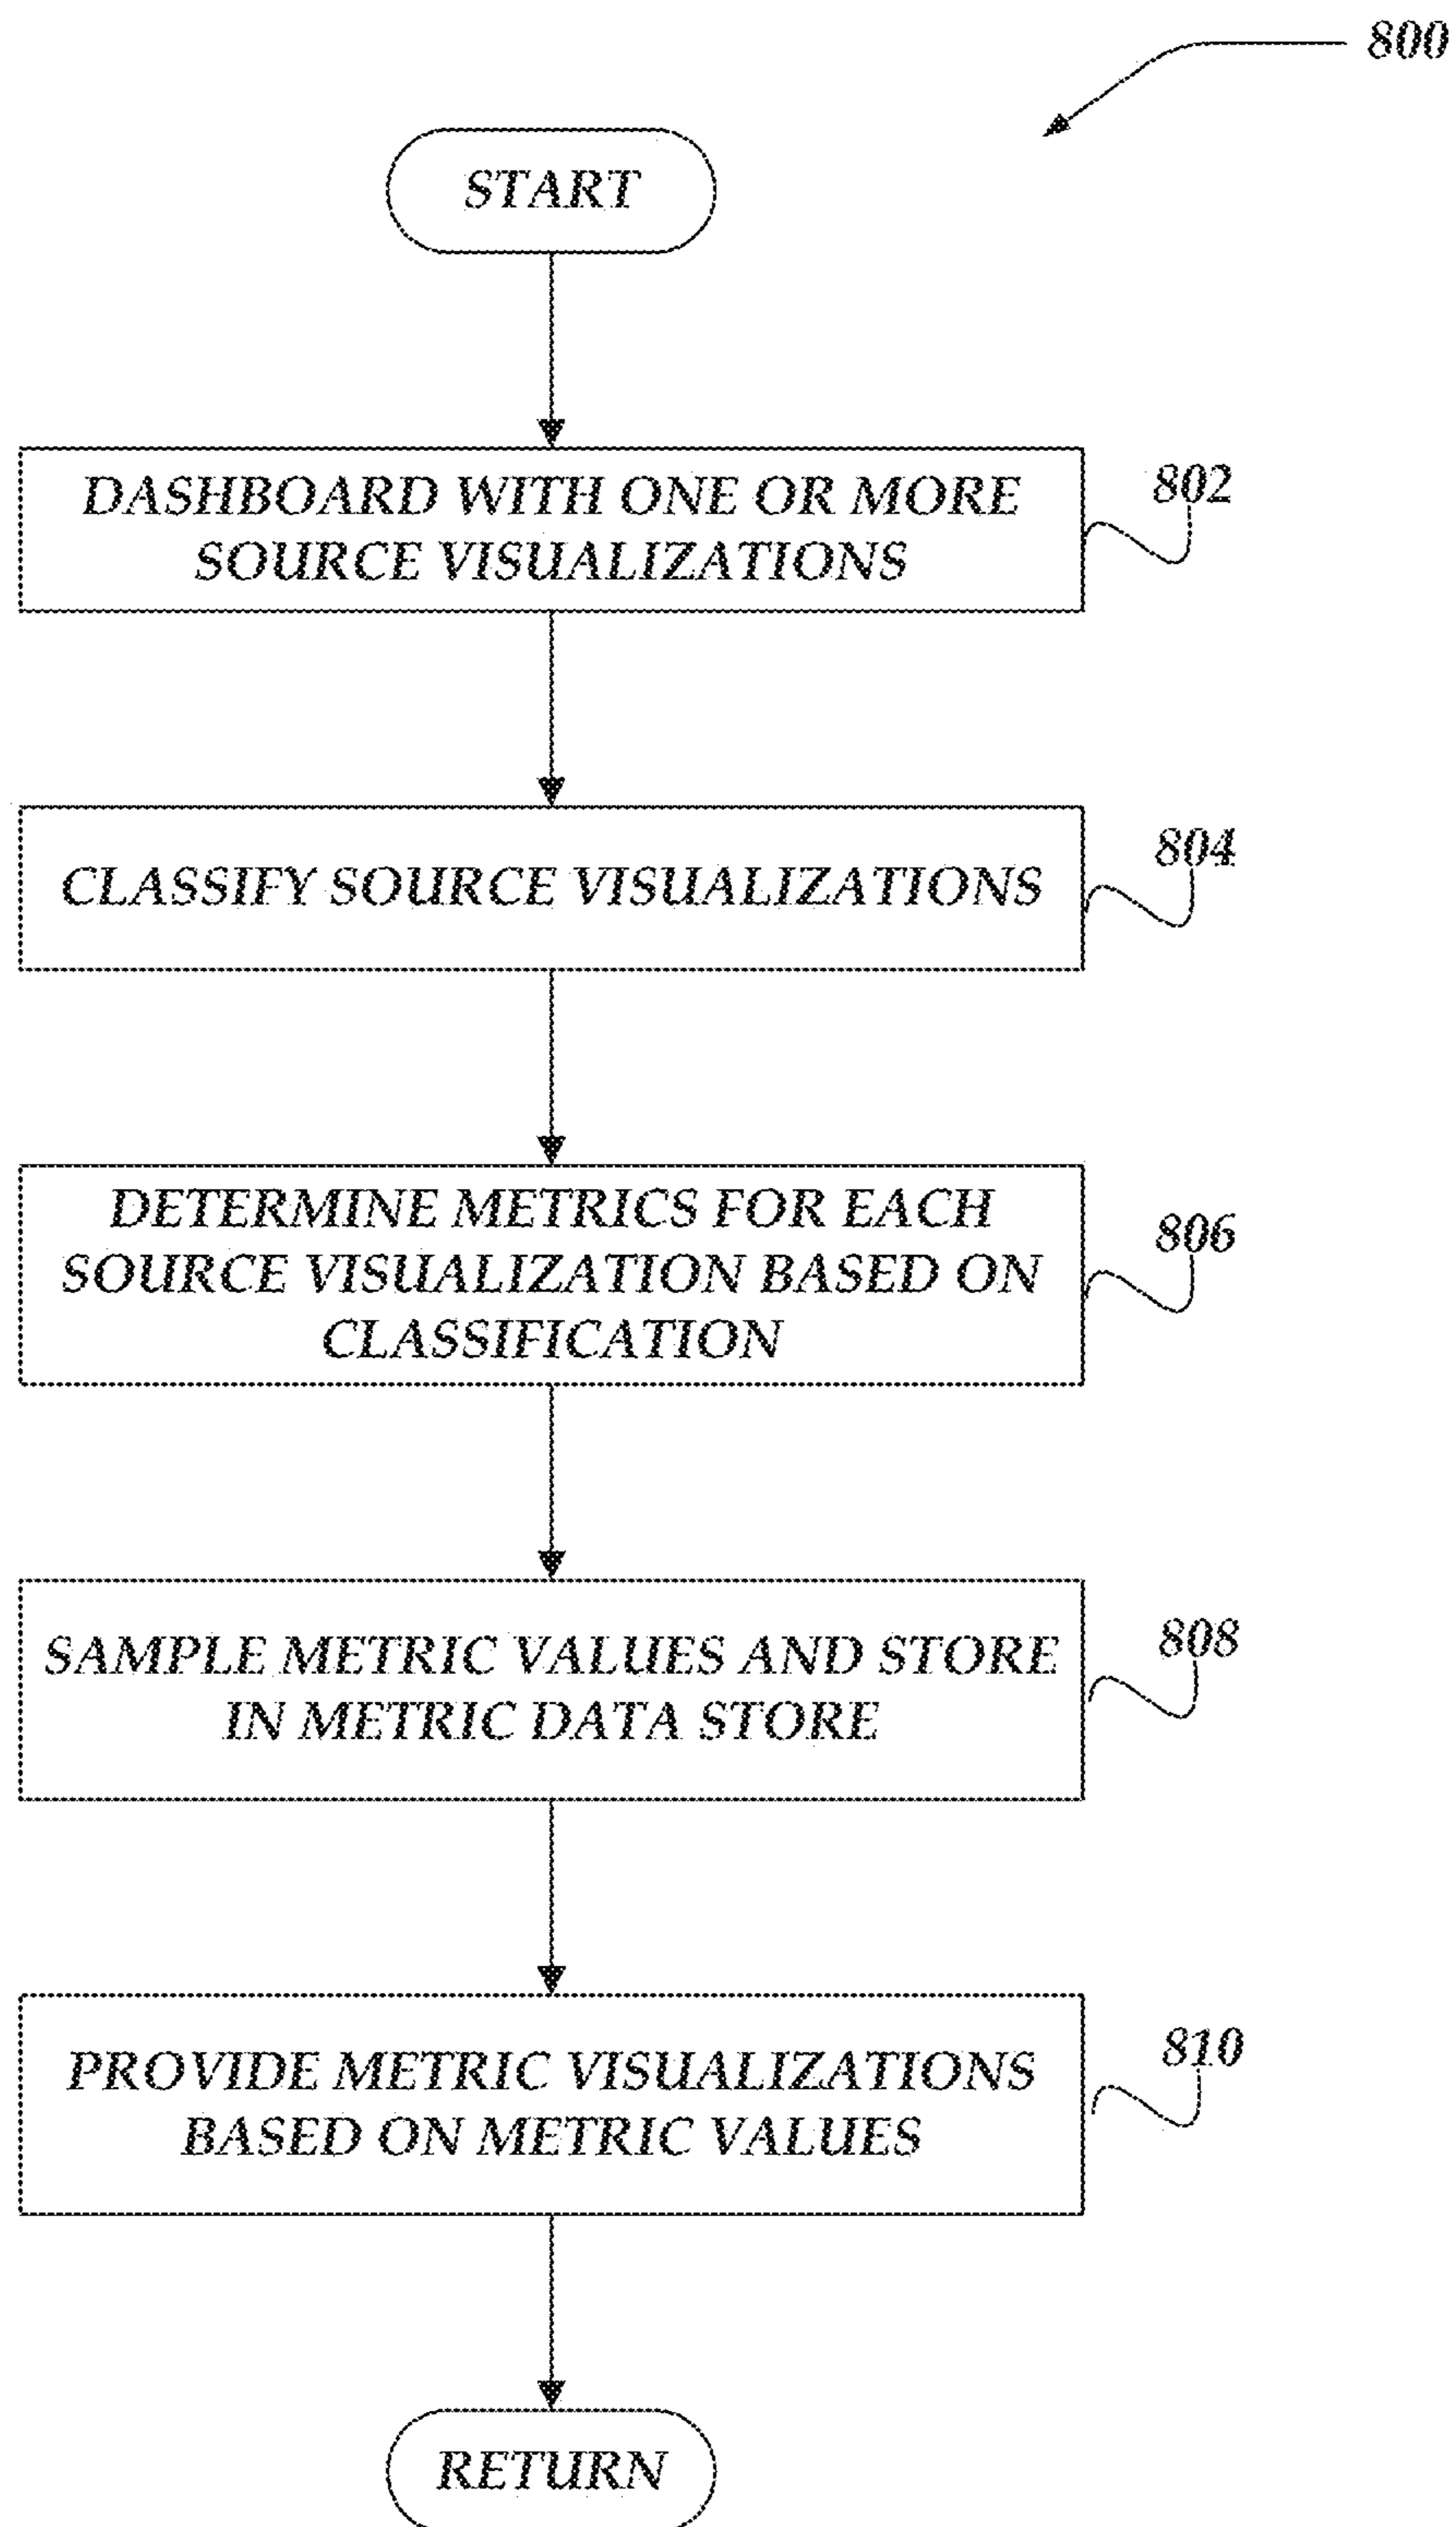 800
START
DASHBOARD WITH ONE OR MORE
SOURCE VISUALIZATIONS
802
CLASSIFY SOURCE VISUALIZATIONS
804
DETERMINE METRICS FOR EACH
SOURCE VISUALIZATION BASED ON
CLASSIFICATION
806
SAMPLE METRIC VALUES AND STORE
IN METRIC DATA STORE
808
PROVIDE METRIC VISUALIZATIONS
BASED ON METRIC VALUES
810
RETURN